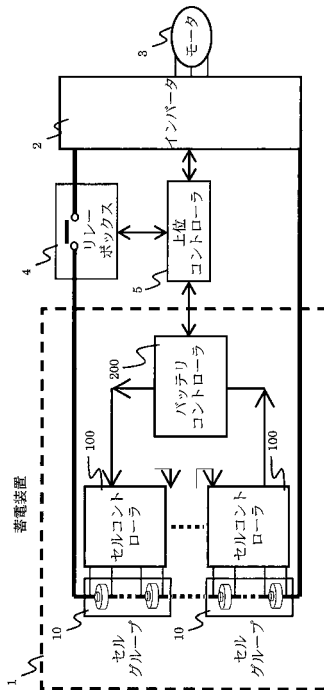 蓄電装置
1
10
セル
グループ
10
セル
グループ
100
セルコント
ローラ
100
セルコント
ローラ
200
バッテリ
コントローラ
4
リレー
ボックス
5
上位
コントローラ
2
インバータ
3
モータ